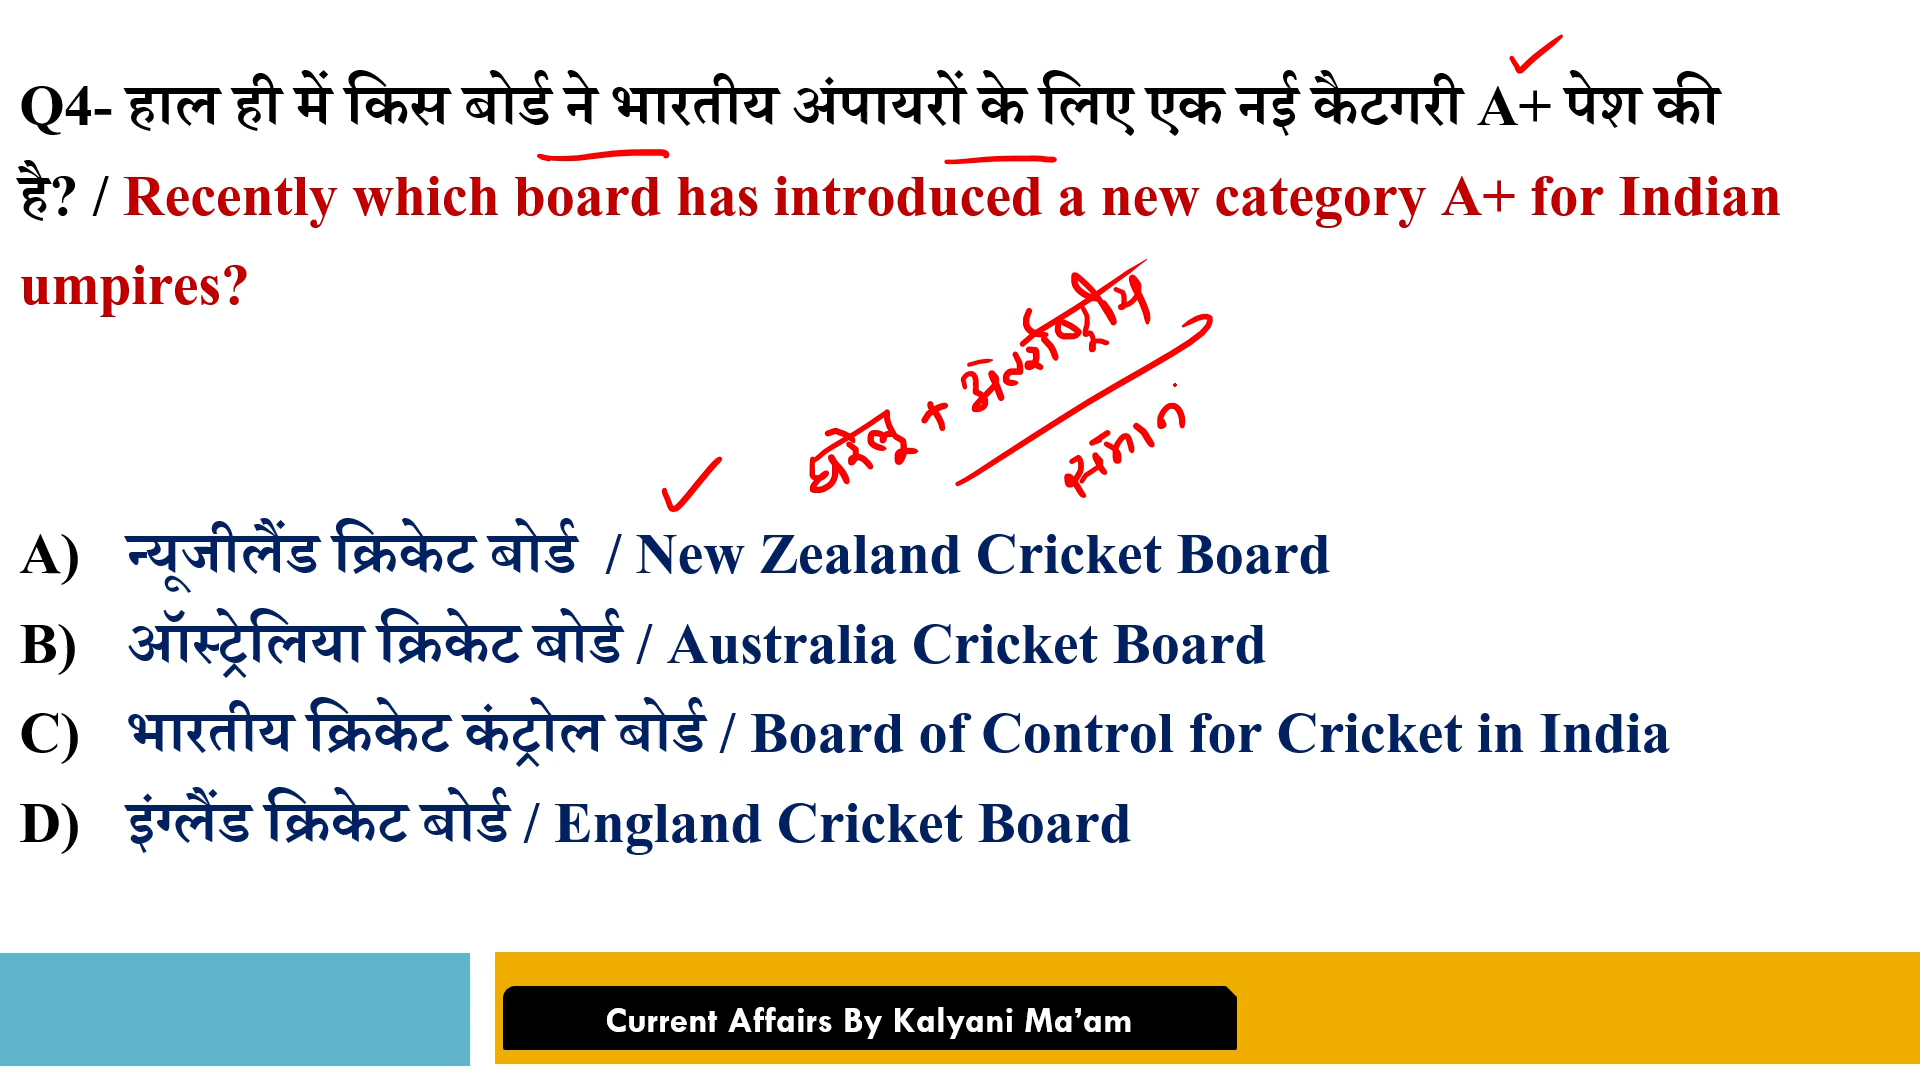 Q4- हाल ही में किस बोर्ड ने भारतीय अंपायरों के लिए एक नई कैटगरी A+ पेश की
है? / Recently which board has introduced a new category A+ for Indian
umpires?
घरेलू + अन्तर्राष्ट्रीय
समान
A) न्यूजीलैंड क्रिकेट बोर्ड / New Zealand Cricket Board
B) ऑस्ट्रेलिया क्रिकेट बोर्ड / Australia Cricket Board
C) भारतीय क्रिकेट कंट्रोल बोर्ड / Board of Control for Cricket in India
D) इंग्लैंड क्रिकेट बोर्ड / England Cricket Board
Current Affairs By Kalyani Ma’am